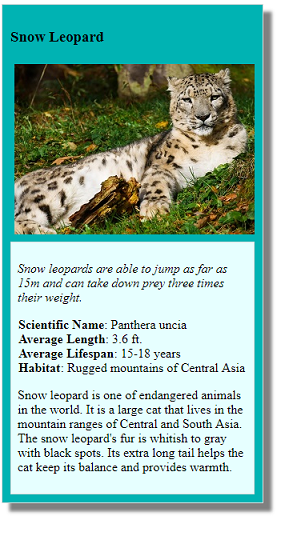 Snow Leopard
Snow leopards are able to jump as far as
15m and can take down prey three times
their weight.
Scientific Name: Panthera uncia
Average Length: 3.6 ft.
Average Lifespan: 15-18 years
Habitat: Rugged mountains of Central Asia
Snow leopard is one of endangered animals
in the world. It is a large cat that lives in the
mountain ranges of Central and South Asia.
The snow leopard's fur is whitish to gray
with black spots. Its extra long tail helps the
cat keep its balance and provides warmth.